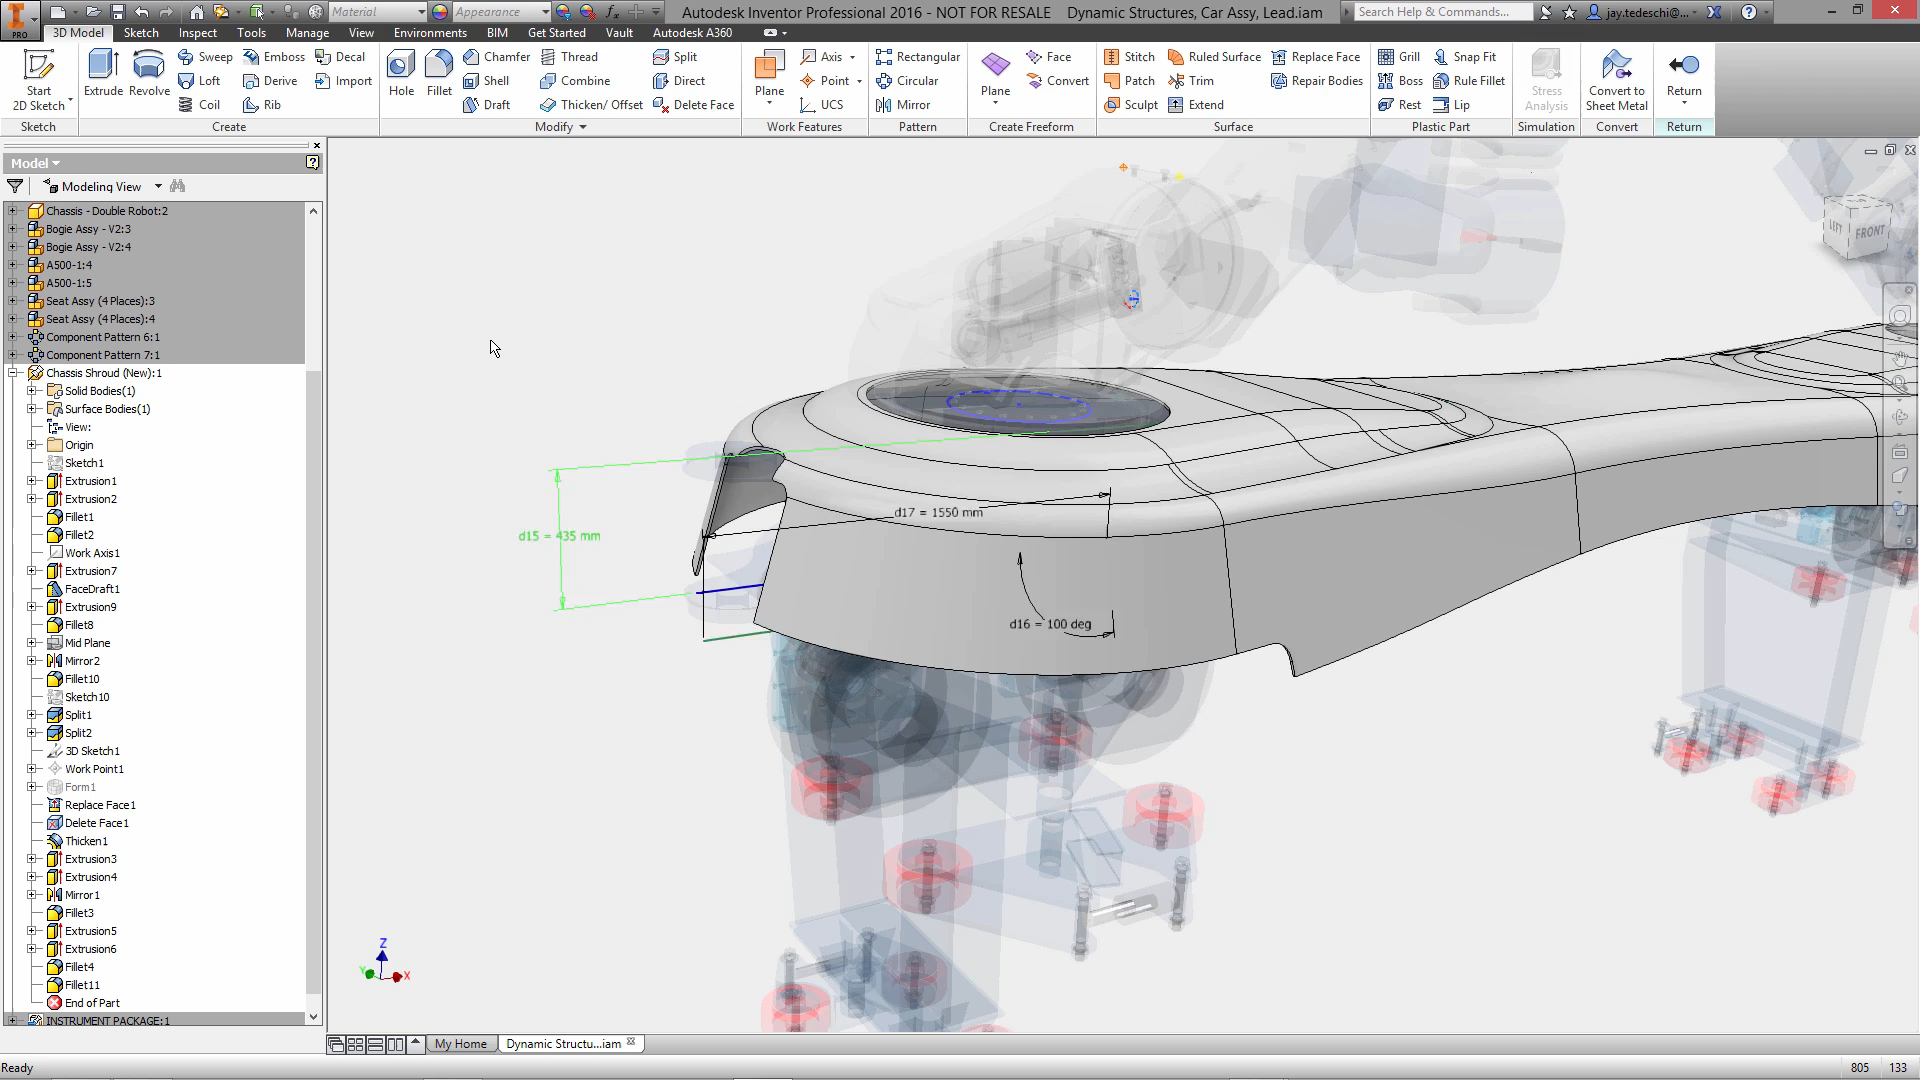 Material
Appearance
Autodesk Inventor Professional 2016 - NOT FOR RESALE Dynamic Structures, Car Assy, Lead.iam
Search Help & Commands...
jay.tedeschi@...
PRO
3D Model Sketch Inspect Tools Manage View Environments BIM Get Started Vault Autodesk A360
Start
2D Sketch
Sketch
Extrude Revolve
Sweep Emboss Decal
Loft Derive Import
Coil Rib
Create
Hole Fillet
Chamfer Thread Split
Shell Combine Direct
Draft Thicken/ Offset Delete Face
Modify
Plane
Axis
Point
UCS
Work Features
Rectangular
Circular
Mirror
Pattern
Plane
Face
Convert
Create Freeform
Stitch Ruled Surface Replace Face
Patch Trim Repair Bodies
Sculpt Extend
Surface
Grill Snap Fit
Boss Rule Fillet
Rest Lip
Plastic Part
Stress
Analysis
Simulation
Convert to
Sheet Metal
Convert
Return
Return
Model
Modeling View
Chassis - Double Robot:2
Bogie Assy - V2:3
Bogie Assy - V2:4
A500-1:4
A500-1:5
Seat Assy (4 Places):3
Seat Assy (4 Places):4
Component Pattern 6:1
Component Pattern 7:1
Chassis Shroud (New):1
Solid Bodies(1)
Surface Bodies(1)
View:
Origin
Sketch1
Extrusion1
Extrusion2
Fillet1
Fillet2
Work Axis1
Extrusion7
FaceDraft1
Extrusion9
Fillet8
Mid Plane
Mirror2
Fillet10
Sketch10
Split1
Split2
3D Sketch1
Work Point1
Form1
Replace Face1
Delete Face1
Thicken1
Extrusion3
Extrusion4
Mirror1
Fillet3
Extrusion5
Extrusion6
Fillet4
Fillet11
End of Part
INSTRUMENT PACKAGE:1
LEFT FRONT
d17 = 1550 mm
d15 = 435 mm
d16 = 100 deg
Z
Y
X
My Home Dynamic Structu...iam
Ready
805 133